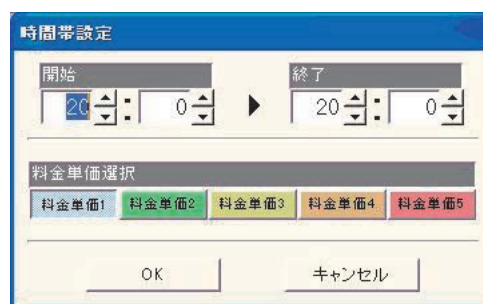 時間帯設定
開始 終了
20 : 0 ▶ 20 : 0
料金単価選択
料金単価1 料金単価2 料金単価3 料金単価4 料金単価5
OK キャンセル